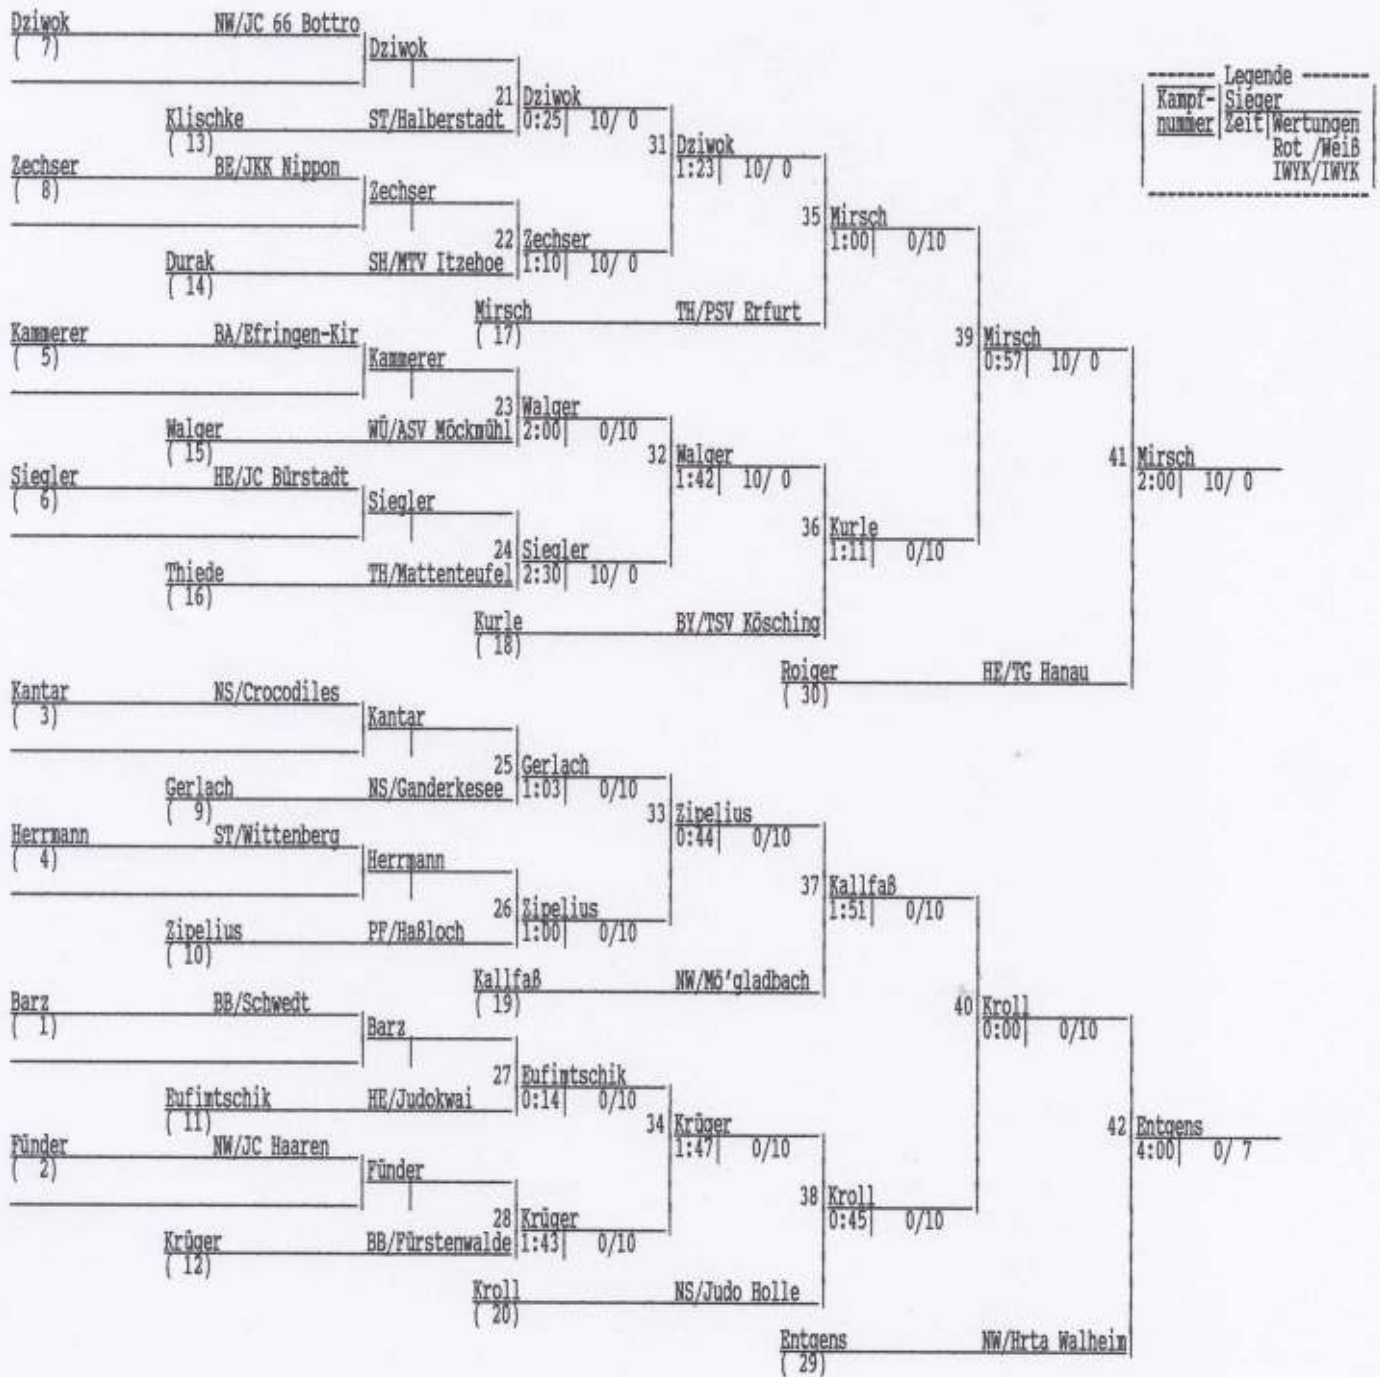 Dziwok NW/JC 66 Bottro
( 7) Dziwok
------- Legende -------
21 Dziwok Kampf- Sieger
Klischke ST/Halberstadt 0:25 10/ 0 nummer Zeit Wertungen
( 13) 31 Dziwok Rot /Weiß
Zechser BE/JKK Nippon 1:23 10/ 0 IWYK/IWYK
( 8) Zechser
35 Mirsch
22 Zechser 1:00 0/10
Durak SH/MTV Itzehoe 1:10 10/ 0
( 14)
Mirsch TH/PSV Erfurt
( 17)
Kammerer BA/Efringen-Kir 39 Mirsch
( 5) Kammerer 0:57 10/ 0
23 Walger
Walger WÜ/ASV Möckmühl 2:00 0/10
( 15) 32 Walger 41 Mirsch
Siegler HE/JC Bürstadt 1:42 10/ 0 2:00 10/ 0
( 6) Siegler
36 Kurle
24 Siegler 1:11 0/10
Thiede TH/Mattenteufel 2:30 10/ 0
( 16)
Kurle BY/TSV Kösching
( 18)
Roiger HE/TG Hanau
( 30)
Kantar NS/Crocodiles
( 3) Kantar
25 Gerlach
Gerlach NS/Ganderkesee 1:03 0/10
( 9) 33 Zipelius
Herrmann ST/Wittenberg 0:44 0/10
( 4) Herrmann
37 Kallfaß
26 Zipelius 1:51 0/10
Zipelius PF/Haßloch 1:00 0/10
( 10)
Kallfaß NW/Mö'gladbach
( 19)
Barz BB/Schwedt 40 Kroll
( 1) Barz 0:00 0/10
27 Eufimtschik
Eufimtschik HE/Judokwai 0:14 0/10
( 11) 34 Krüger 42 Entgens
Fünder NW/JC Haaren 1:47 0/10 4:00 0/ 7
( 2) Fünder
38 Kroll
28 Krüger 0:45 0/10
Krüger BB/Fürstenwalde 1:43 0/10
( 12)
Kroll NS/Judo Holle
( 20)
Entgens NW/Hrta Walheim
( 29)